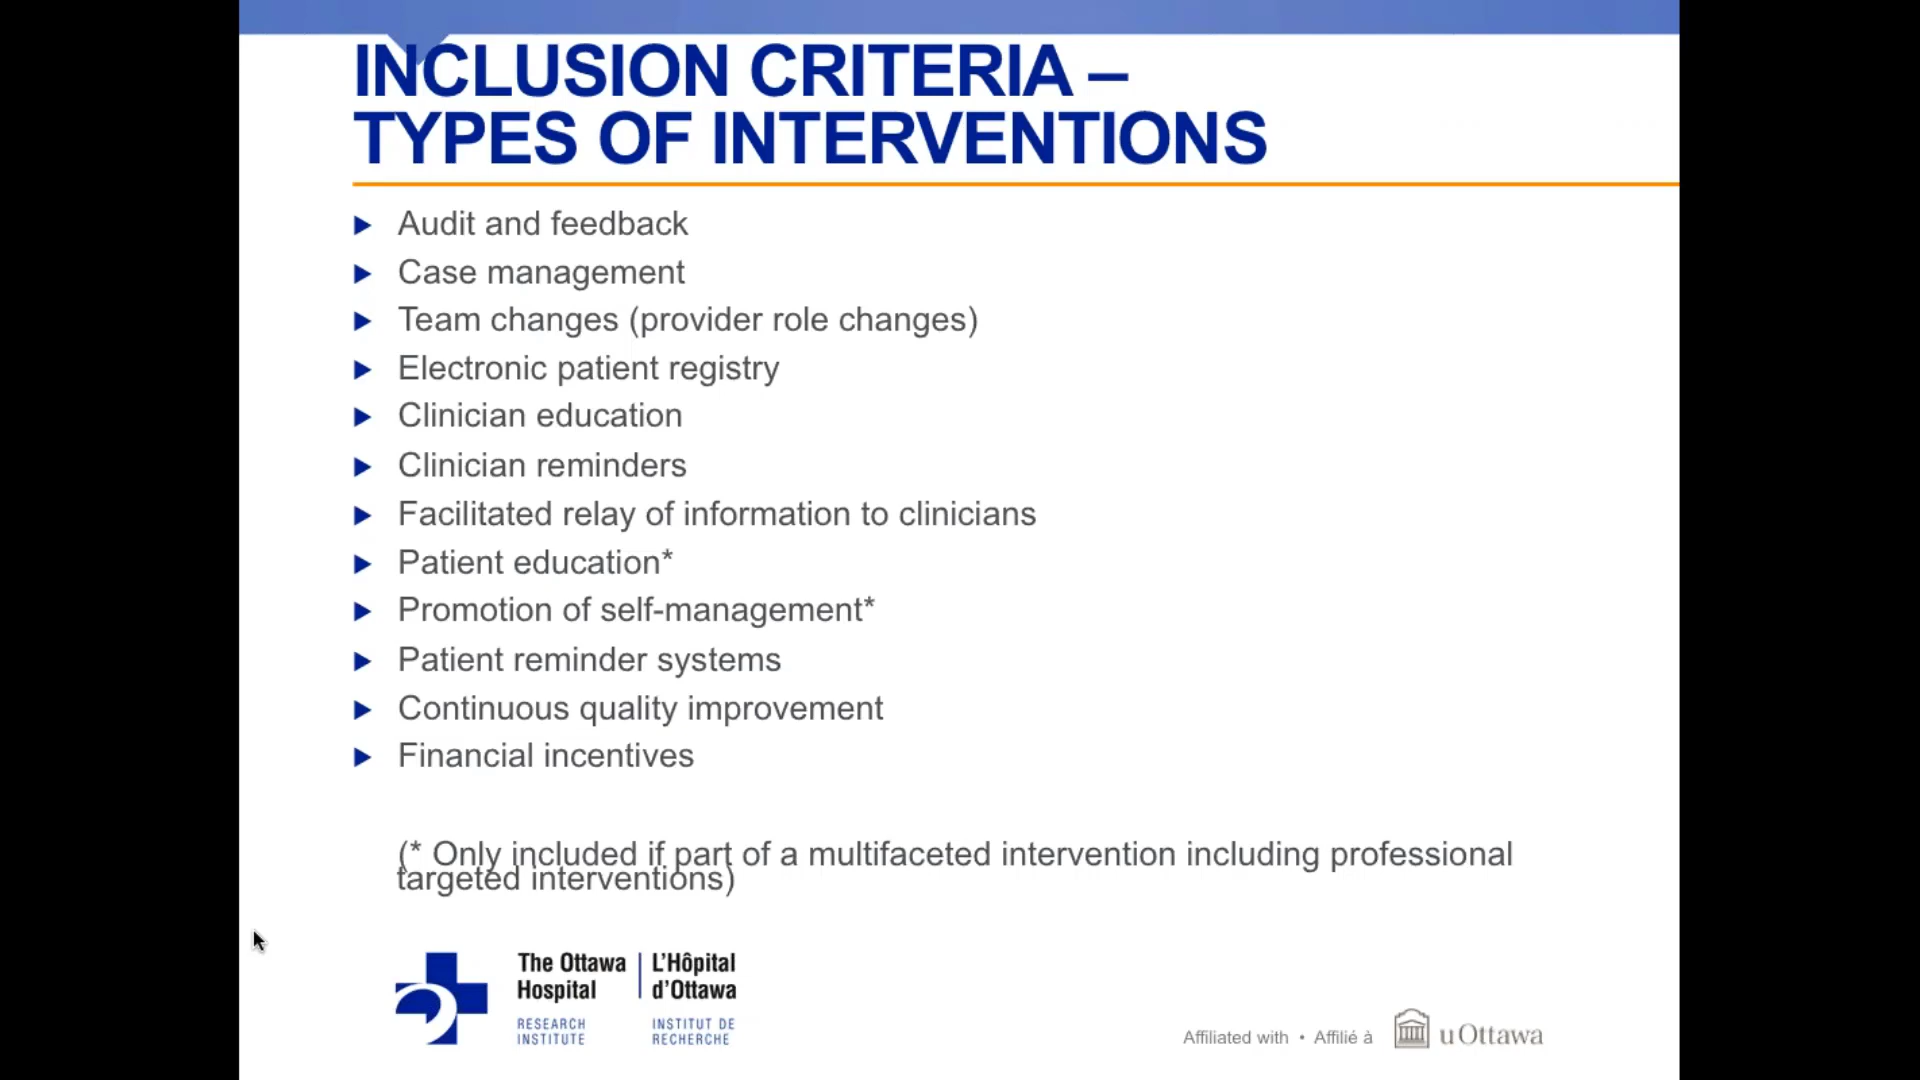 INCLUSION CRITERIA –
TYPES OF INTERVENTIONS
Audit and feedback
Case management
Team changes (provider role changes)
Electronic patient registry
Clinician education
Clinician reminders
Facilitated relay of information to clinicians
Patient education*
Promotion of self-management*
Patient reminder systems
Continuous quality improvement
Financial incentives
(* Only included if part of a multifaceted intervention including professional
targeted interventions)
The Ottawa
Hospital
RESEARCH
INSTITUTE
L'Hôpital
d'Ottawa
INSTITUT DE
RECHERCHE
Affiliated with • Affilié à
uOttawa